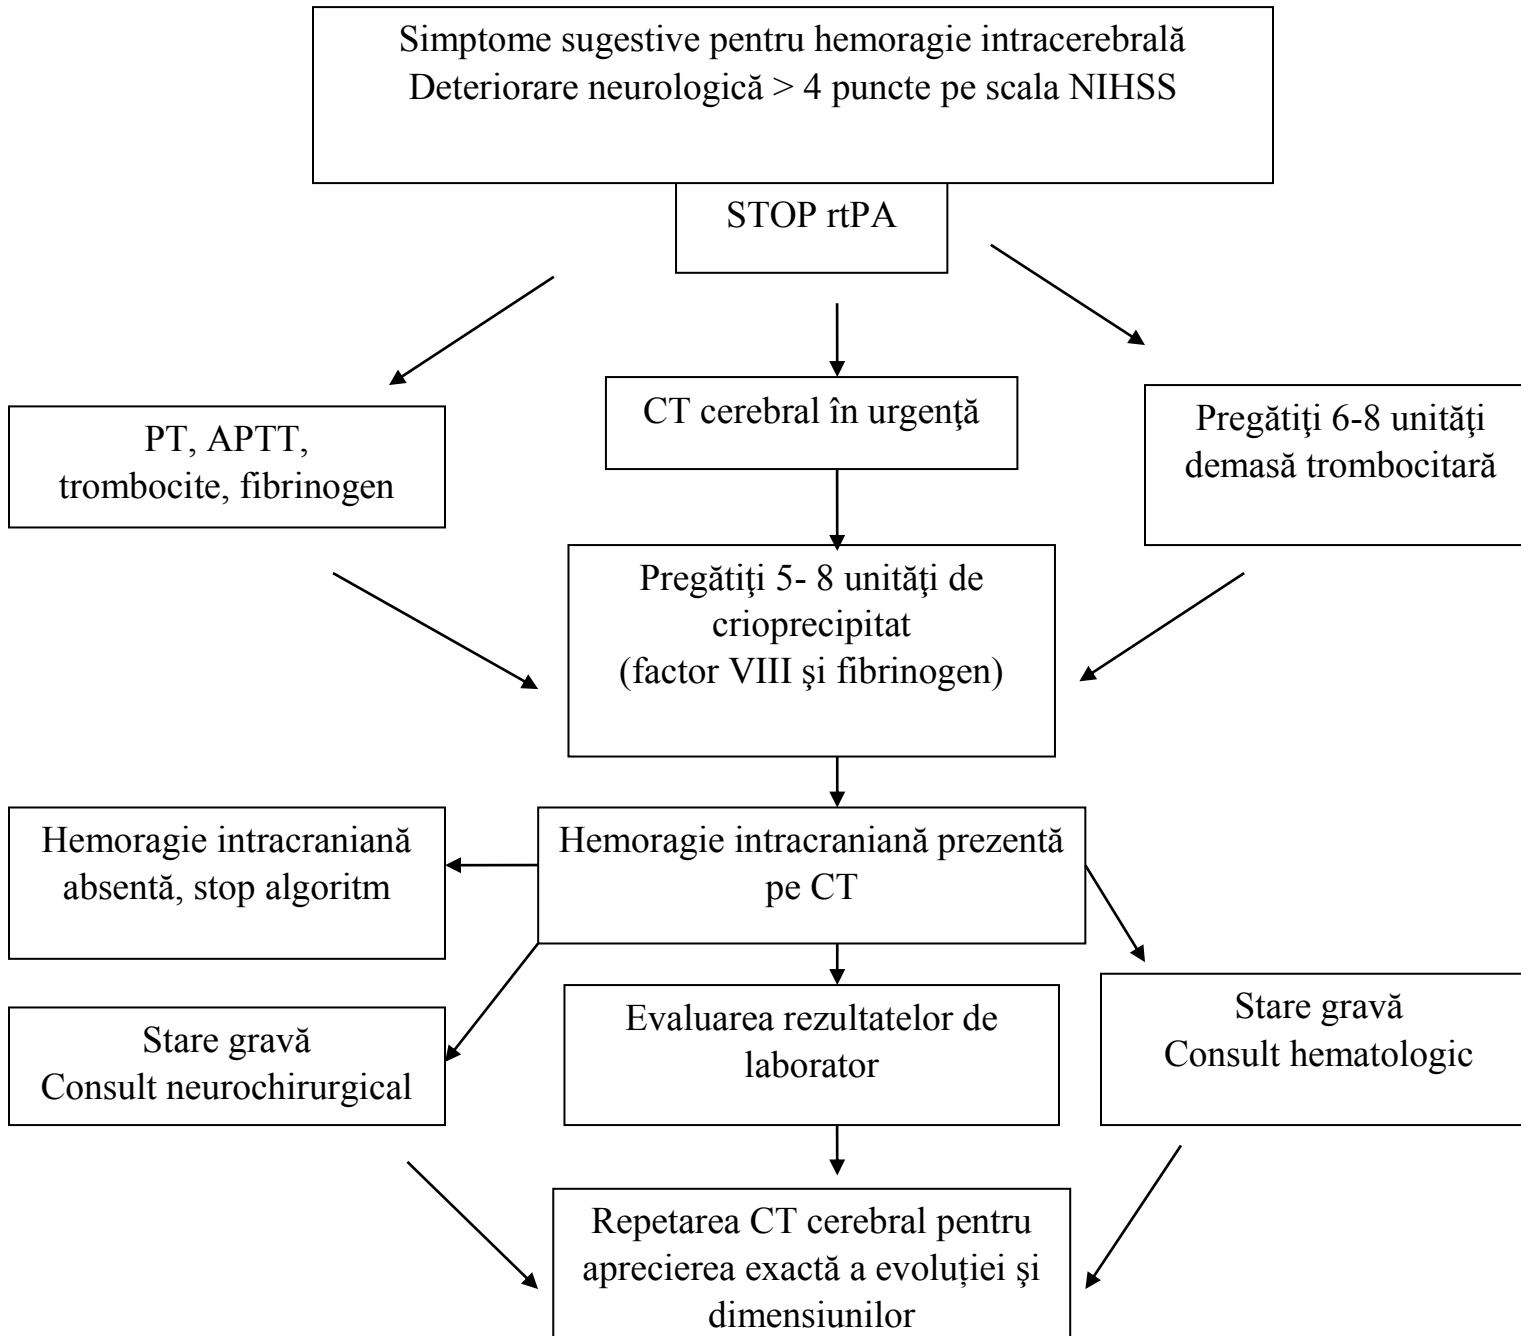 Simptome sugestive pentru hemoragie intracerebrală
Deteriorare neurologică > 4 puncte pe scala NIHSS
STOP rtPA
PT, APTT,
trombocite, fibrinogen
CT cerebral în urgenţă
Pregătiţi 6-8 unităţi
demasă trombocitară
Pregătiţi 5- 8 unităţi de
crioprecipitat
(factor VIII şi fibrinogen)
Hemoragie intracraniană
absentă, stop algoritm
Hemoragie intracraniană prezentă
pe CT
Stare gravă
Consult neurochirurgical
Evaluarea rezultatelor de
laborator
Stare gravă
Consult hematologic
Repetarea CT cerebral pentru
aprecierea exactă a evoluției şi
dimensiunilor